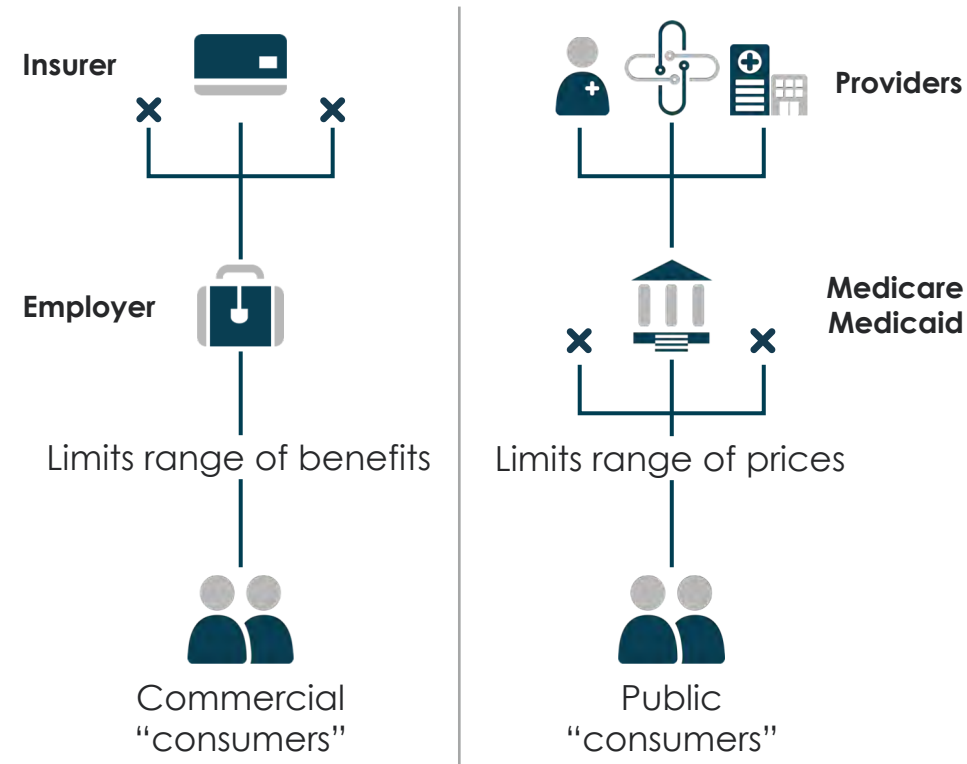 Insurer
Employer
Limits range of benefits
Commercial
“consumers”
Providers
Medicare
Medicaid
Limits range of prices
Public
“consumers”